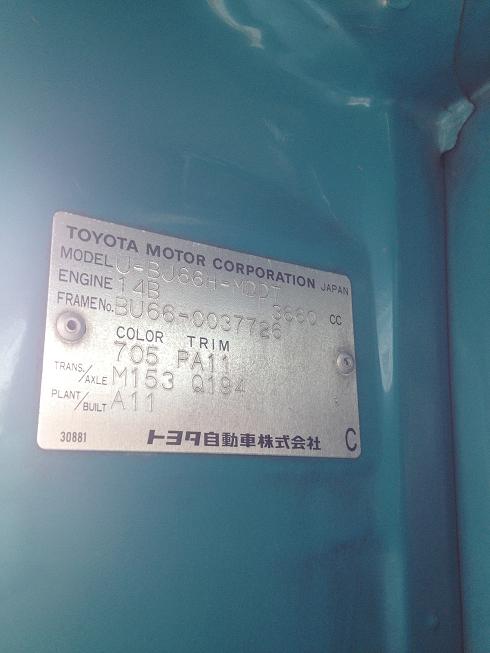 TOYOTA MOTOR CORPORATION JAPAN
MODEL U-BU66H-MDDT
ENGINE 14B 3660 CC
FRAME No. BU66-0037726
COLOR TRIM
705 PA11
TRANS./AXLE M153 Q194
PLANT/BUILT A11
30881 トヨタ自動車株式会社 C